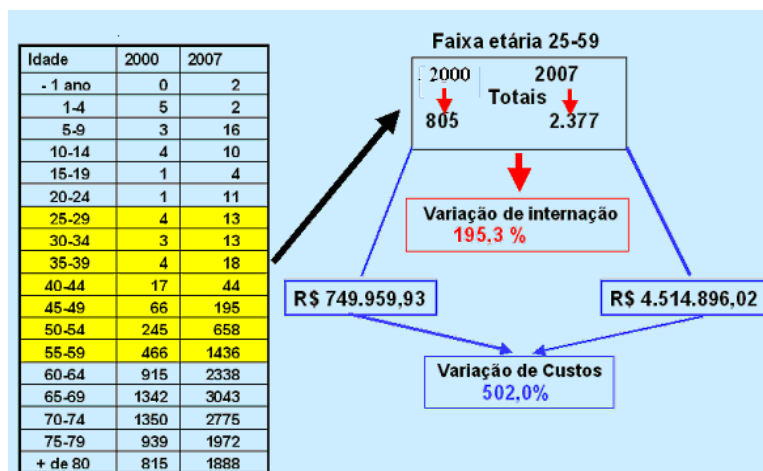 Idade 2000 2007
- 1 ano 0 2
1-4 5 2
5-9 3 16
10-14 4 10
15-19 1 4
20-24 1 11
25-29 4 13
30-34 3 13
35-39 4 18
40-44 17 44
45-49 66 195
50-54 245 658
55-59 466 1436
60-64 915 2338
65-69 1342 3043
70-74 1350 2775
75-79 939 1972
+ de 80 815 1888
Faixa etária 25-59
2000 2007
Totais
805 2.377
Variação de internação
195,3 %
R$ 749.959,93 R$ 4.514.896,02
Variação de Custos
502,0%